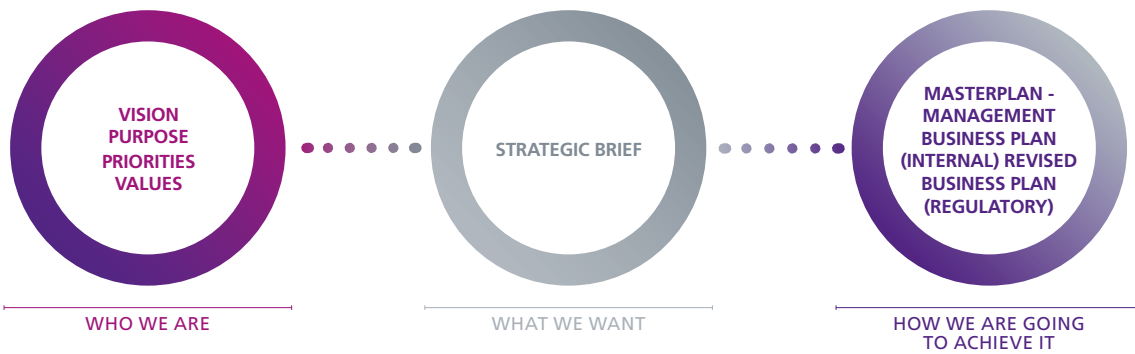 VISION
PURPOSE
PRIORITIES
VALUES
STRATEGIC BRIEF
MASTERPLAN -
MANAGEMENT
BUSINESS PLAN
(INTERNAL) REVISED
BUSINESS PLAN
(REGULATORY)
WHO WE ARE
WHAT WE WANT
HOW WE ARE GOING
TO ACHIEVE IT